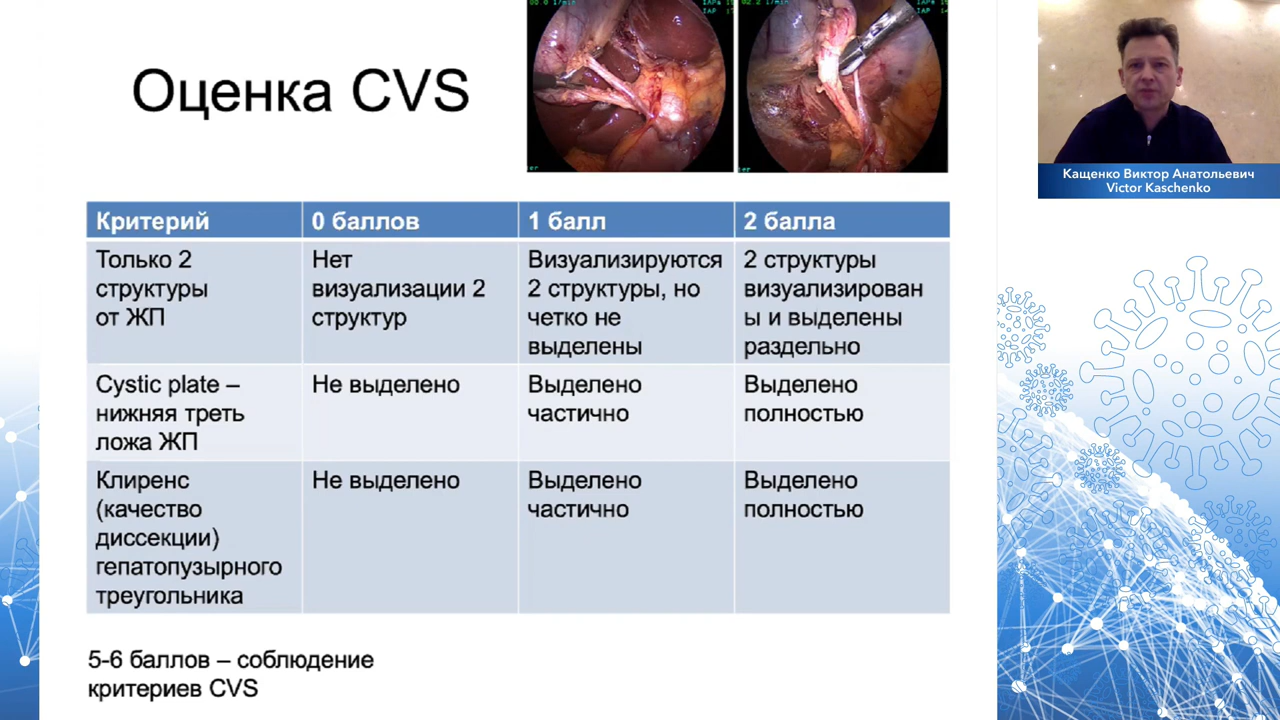 Оценка CVS
Кащенко Виктор Анатольевич
Victor Kaschenko
Критерий
0 баллов
1 балл
2 балла
Только 2
структуры
от ЖП
Нет
визуализации 2
структур
Визуализируются
2 структуры, но
четко не
выделены
2 структуры
визуализирован
ы и выделены
раздельно
Cystic plate –
нижняя треть
ложа ЖП
Не выделено
Выделено
частично
Выделено
полностью
Клиренс
(качество
диссекции)
гепатопузырного
треугольника
Не выделено
Выделено
частично
Выделено
полностью
5-6 баллов – соблюдение
критериев CVS